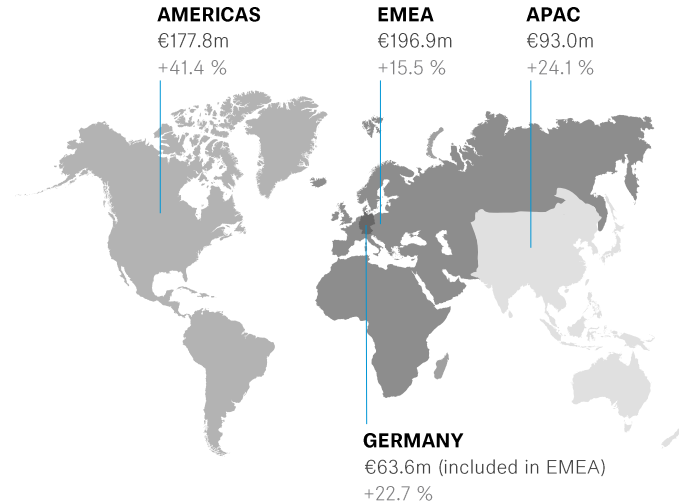 AMERICAS
€177.8m
+41.4 %
EMEA
€196.9m
+15.5 %
APAC
€93.0m
+24.1 %
GERMANY
€63.6m (included in EMEA)
+22.7 %